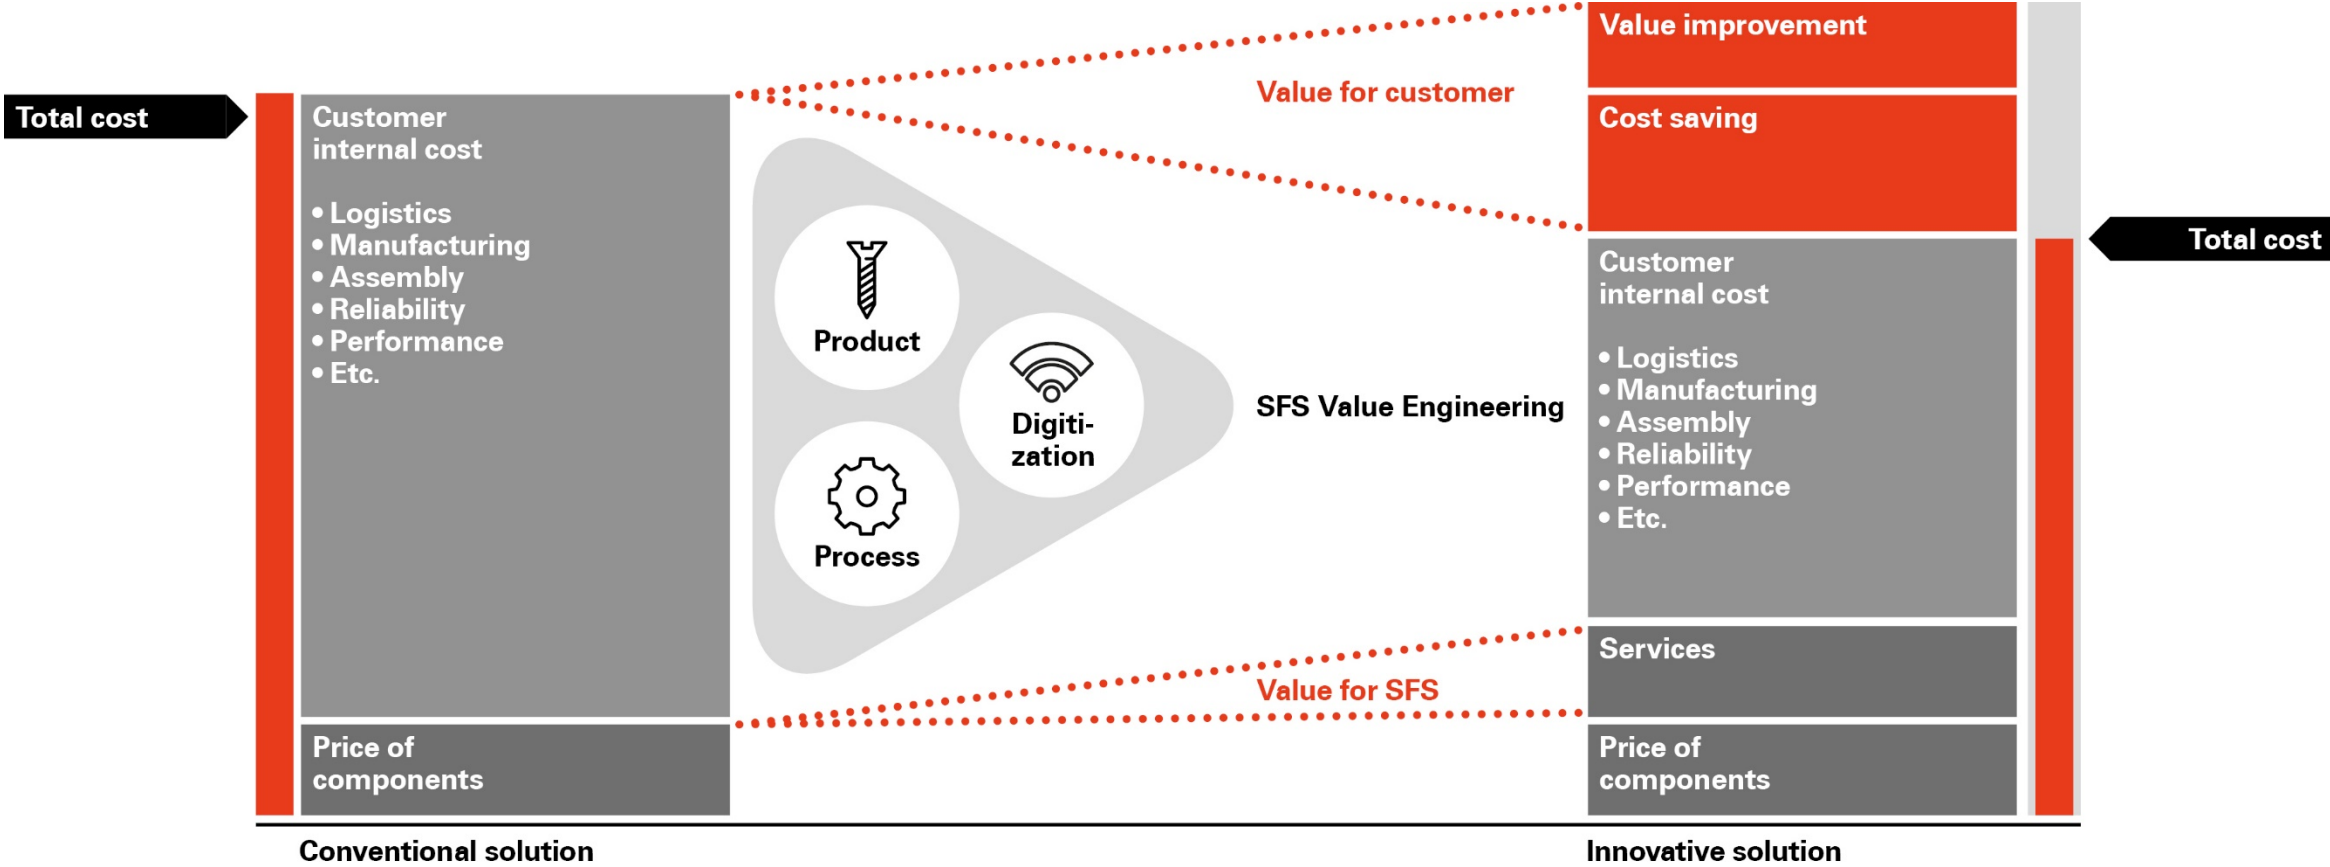 Total cost
Customer
internal cost
• Logistics
• Manufacturing
• Assembly
• Reliability
• Performance
• Etc.
Price of
components
Conventional solution
Product
Process
Digiti-
zation
Value for customer
SFS Value Engineering
Value for SFS
Value improvement
Cost saving
Customer
internal cost
• Logistics
• Manufacturing
• Assembly
• Reliability
• Performance
• Etc.
Services
Price of
components
Innovative solution
Total cost